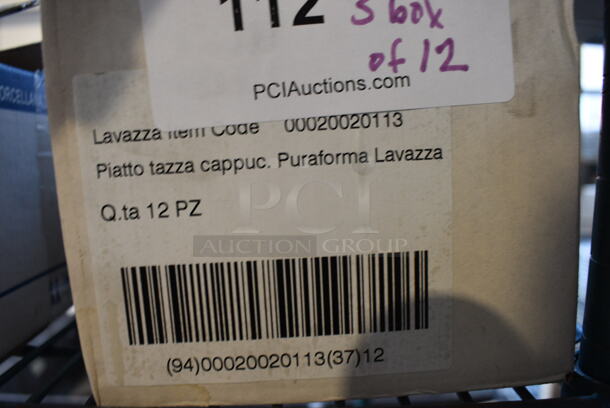 112 5 box
of 12
PCIAuctions.com
Lavazza Item Code 00020020113
Piatto tazza cappuc. Puraforma Lavazza
Q.ta 12 PZ
PCI
AUCTION GROUP
(94)00020020113(37)12